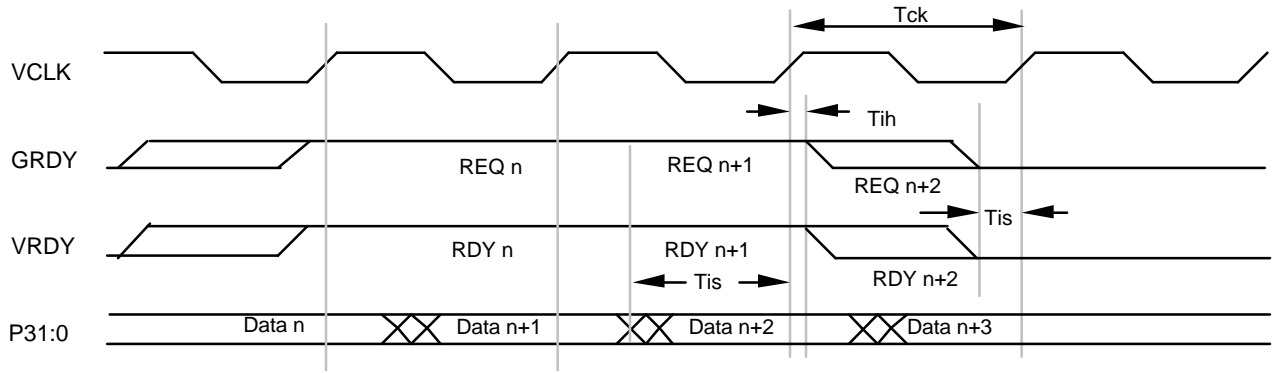 Tck
VCLK
Tih
GRDY
REQ n
REQ n+1
REQ n+2
Tis
VRDY
RDY n
RDY n+1
RDY n+2
Tis
P31:0
Data n
Data n+1
Data n+2
Data n+3